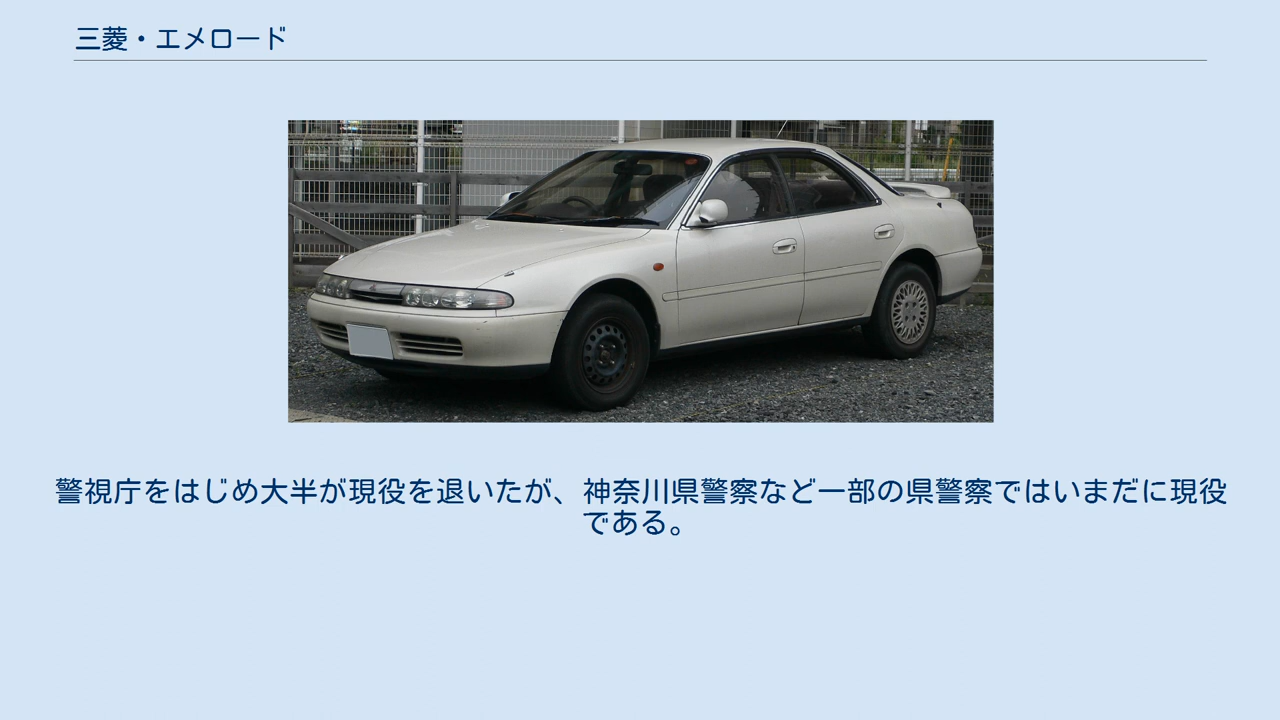 三菱・エメロード
警視庁をはじめ大半が現役を退いたが、神奈川県警察など一部の県警察ではいまだに現役
である。